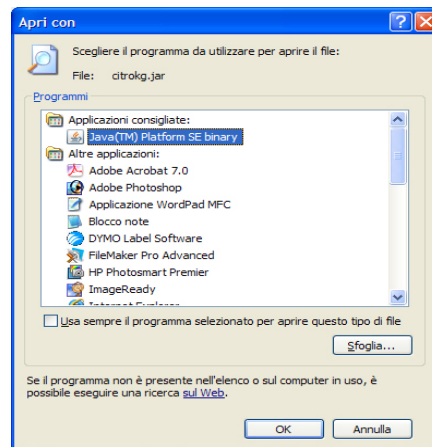 Apri con
Scegliere il programma da utilizzare per aprire il file:
File: citrokg.jar
Programmi
Applicazioni consigliate:
Java(TM) Platform SE binary
Altre applicazioni:
Adobe Acrobat 7.0
Adobe Photoshop
Applicazione WordPad MFC
Blocco note
DYMO Label Software
FileMaker Pro Advanced
HP Photosmart Premier
ImageReady
Internet Explorer
Usa sempre il programma selezionato per aprire questo tipo di file
Sfoglia...
Se il programma non è presente nell'elenco o sul computer in uso, è
possibile eseguire una ricerca sul Web.
OK
Annulla